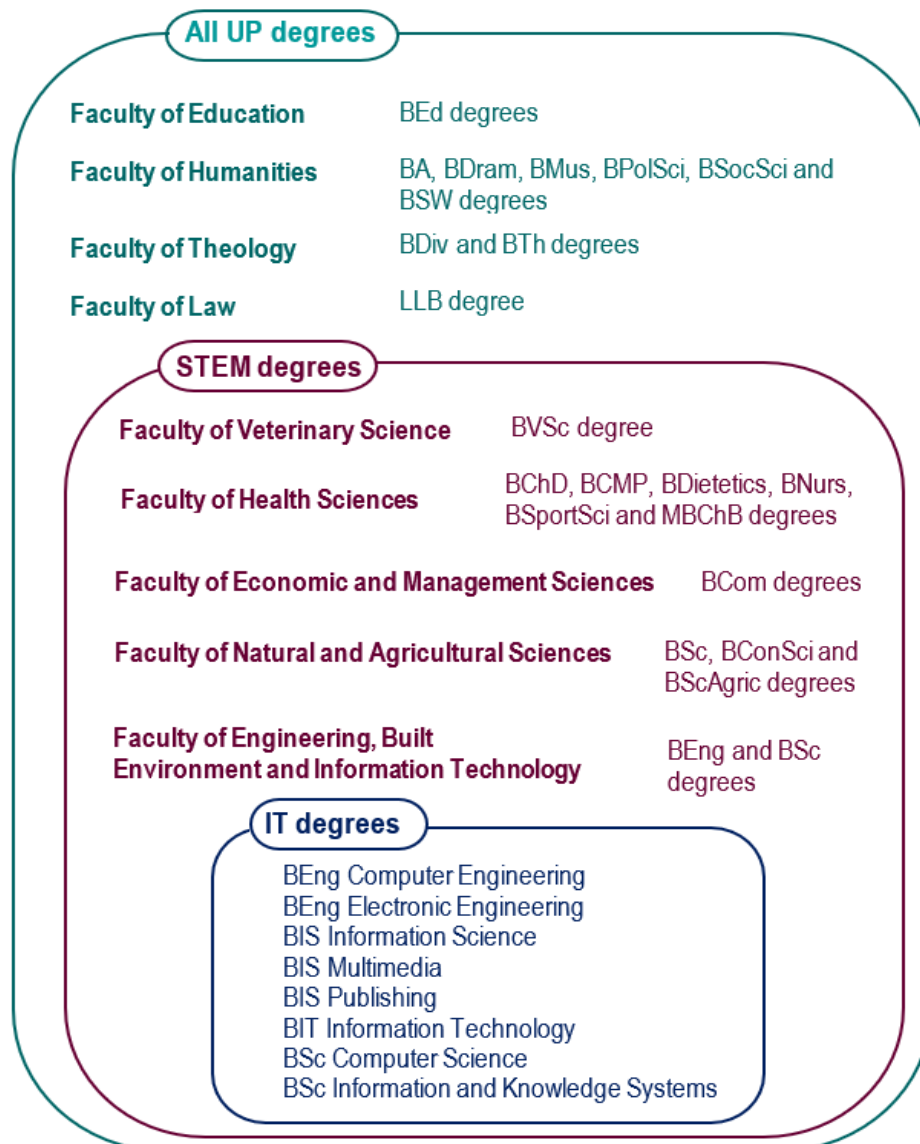 All UP degrees
Faculty of Education BEd degrees
Faculty of Humanities BA, BDram, BMus, BPolSci, BSocSci and
BSW degrees
Faculty of Theology BDiv and BTh degrees
Faculty of Law LLB degree
STEM degrees
Faculty of Veterinary Science BVSc degree
Faculty of Health Sciences BChD, BCMP, BDietetics, BNurs,
BSportSci and MBChB degrees
Faculty of Economic and Management Sciences BCom degrees
Faculty of Natural and Agricultural Sciences BSc, BConSci and
BScAgric degrees
Faculty of Engineering, Built
Environment and Information Technology BEng and BSc
degrees
IT degrees
BEng Computer Engineering
BEng Electronic Engineering
BIS Information Science
BIS Multimedia
BIS Publishing
BIT Information Technology
BSc Computer Science
BSc Information and Knowledge Systems